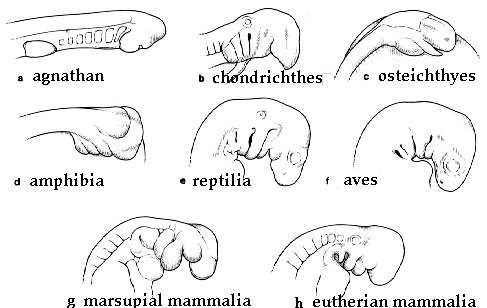 a agnathan
b chondrichthes
c osteichthyes
d amphibia
e reptilia
f aves
g marsupial mammalia
h eutherian mammalia